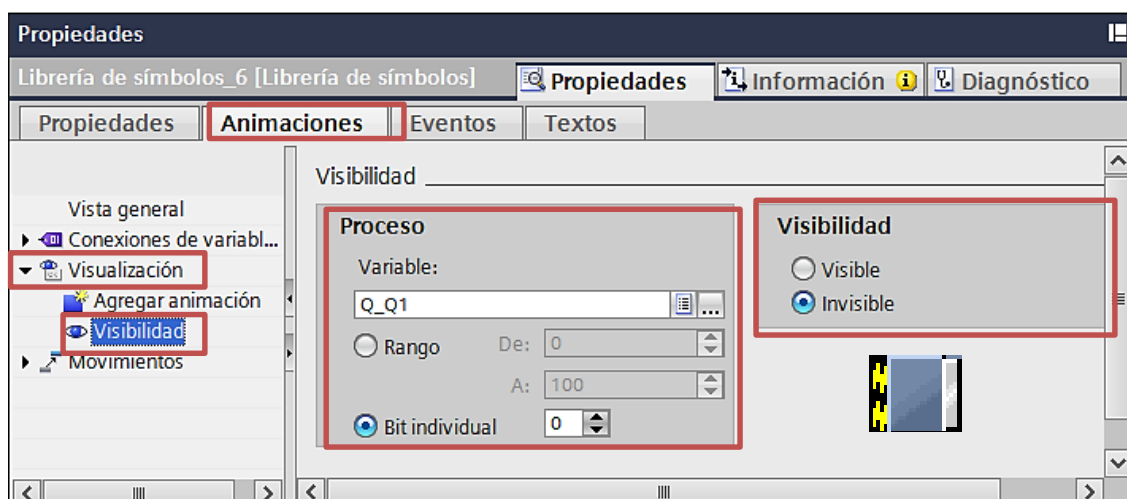 Propiedades
Librería de símbolos_6 [Librería de símbolos]
Propiedades
Información
Diagnóstico
Propiedades
Animaciones
Eventos
Textos
Vista general
Conexiones de variabl...
Visualización
Agregar animación
Visibilidad
Movimientos
Visibilidad
Proceso
Variable:
Q_Q1
...
Rango De: 0
A: 100
Bit individual 0
Visibilidad
Visible
Invisible